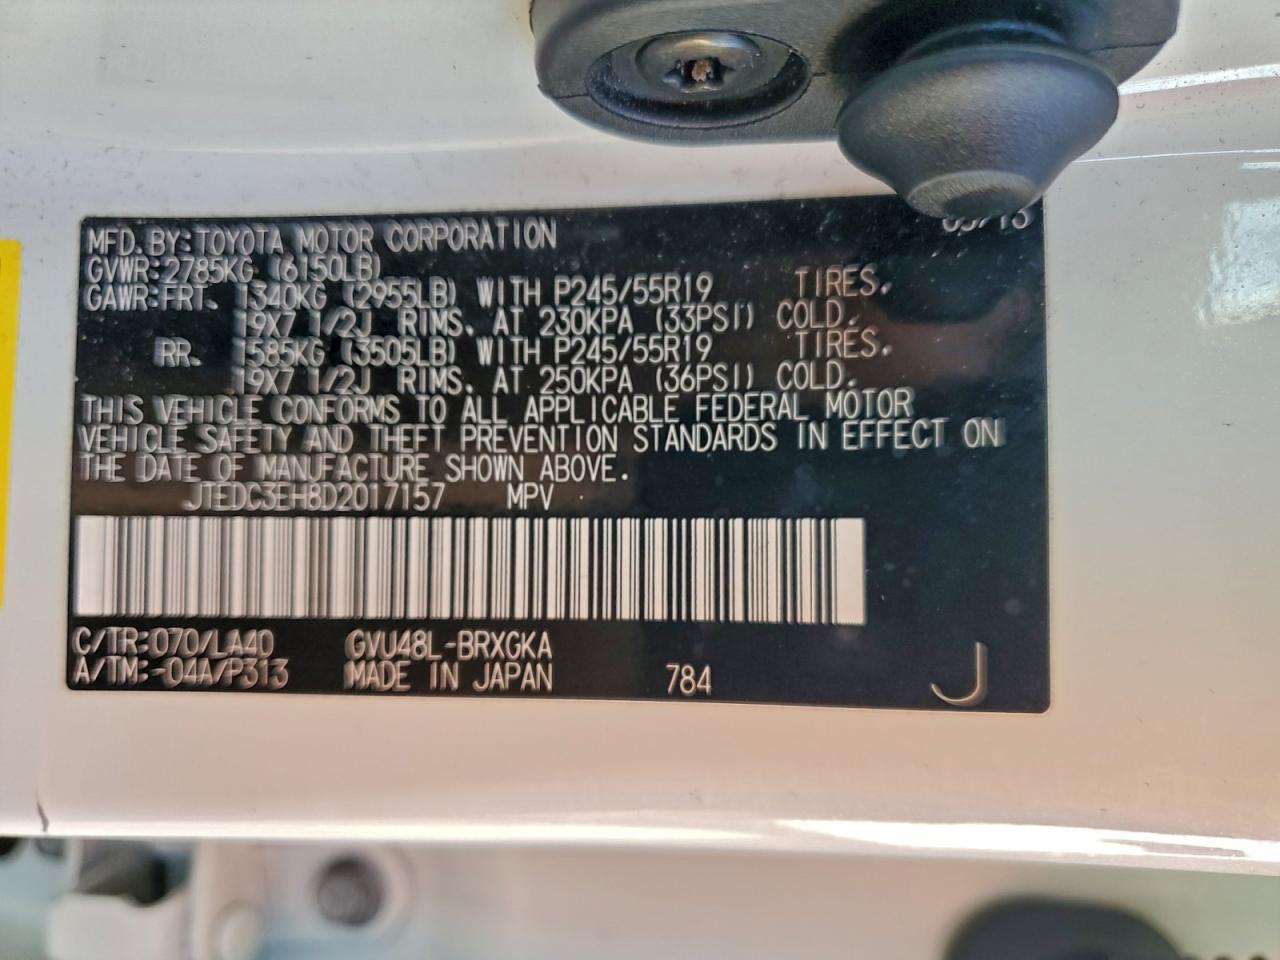 MFD. BY: TOYOTA MOTOR CORPORATION
GVWR: 2785KG (6150LB)
GAWR: FRT. 1340KG (2955LB) WITH P245/55R19 TIRES,
19X7 1/2J RIMS, AT 230KPA (33PSI) COLD.
RR. 1585KG (3505LB) WITH P245/55R19 TIRES,
19X7 1/2J RIMS, AT 250KPA (36PSI) COLD.
THIS VEHICLE CONFORMS TO ALL APPLICABLE FEDERAL MOTOR
VEHICLE SAFETY AND THEFT PREVENTION STANDARDS IN EFFECT ON
THE DATE OF MANUFACTURE SHOWN ABOVE.
JTEDC3EH8D2017157 MPV
C/TR:070/LA40 GVU48L-BRXGKA
A/TM:-04A/P313 MADE IN JAPAN 784 J